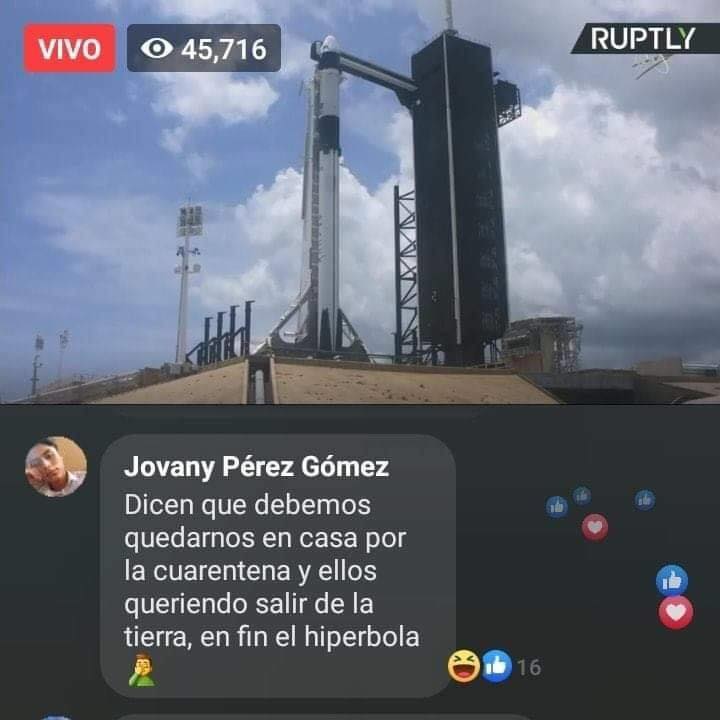 VIVO
45,716
RUPTLY
Jovany Pérez Gómez
Dicen que debemos
quedarnos en casa por
la cuarentena y ellos
queriendo salir de la
tierra, en fin el hiperbola
🤦‍♂️
16